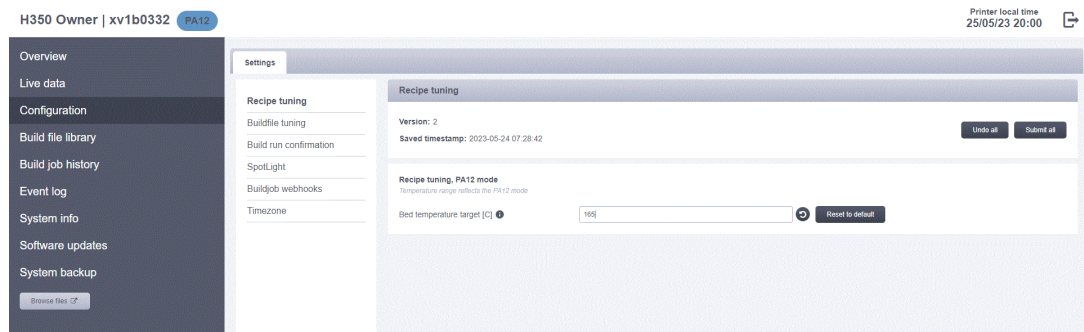 H350 Owner | xv1b0332 PA12
Printer local time
25/05/23 20:00
Overview
Live data
Configuration
Build file library
Build job history
Event log
System info
Software updates
System backup
Browse files
Settings
Recipe tuning
Buildfile tuning
Build run confirmation
SpotLight
Buildjob webhooks
Timezone
Recipe tuning
Version: 2
Saved timestamp: 2023-05-24 07:28:42
Undo all
Submit all
Recipe tuning, PA12 mode
Temperature range reflects the PA12 mode
Bed temperature target [C]
165
Reset to default